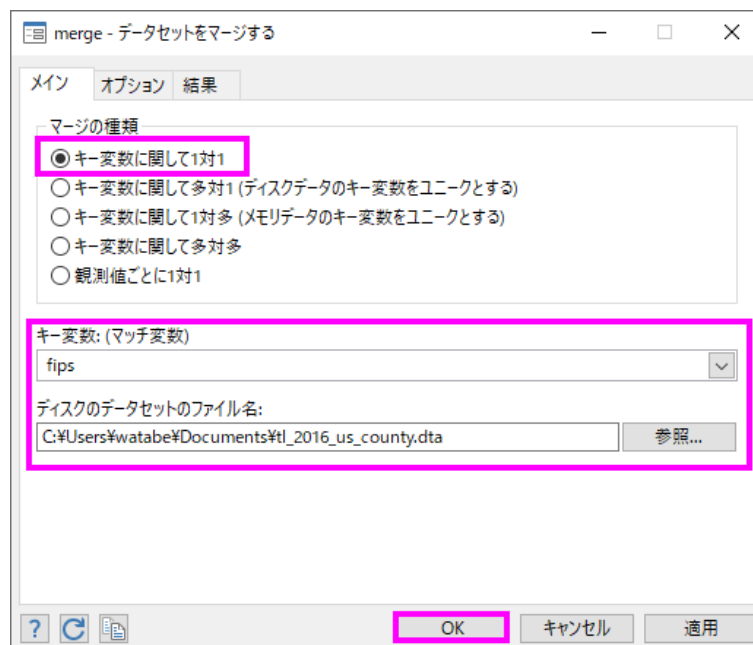 merge - データセットをマージする
メイン オプション 結果
マージの種類
キー変数に関して1対1
キー変数に関して多対1 (ディスクデータのキー変数をユニークとする)
キー変数に関して1対多 (メモリデータのキー変数をユニークとする)
キー変数に関して多対多
観測値ごとに1対1
キー変数: (マッチ変数)
fips
ディスクのデータセットのファイル名:
C:¥Users¥watabe¥Documents¥tl_2016_us_county.dta 参照...
? OK キャンセル 適用